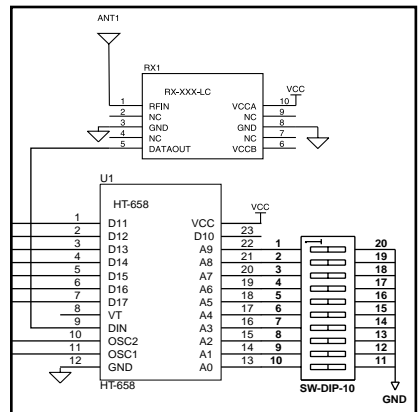 ANT1
RX1
RX-XXX-LC
VCC
1 RFIN VCCA 10
2 NC NC 9
3 GND GND 8
4 NC NC 7
5 DATAOUT VCCB 6
U1
HT-658
VCC
1 D11 VCC
2 D12 D10 23
3 D13 A9 22 1 20
4 D14 A8 21 2 19
5 D15 A7 20 3 18
6 D16 A6 19 4 17
7 D17 A5 18 5 16
8 VT A4 17 6 15
9 DIN A3 16 7 14
10 OSC2 A2 15 8 13
11 OSC1 A1 14 9 12
12 GND A0 13 10 11
HT-658
SW-DIP-10
GND